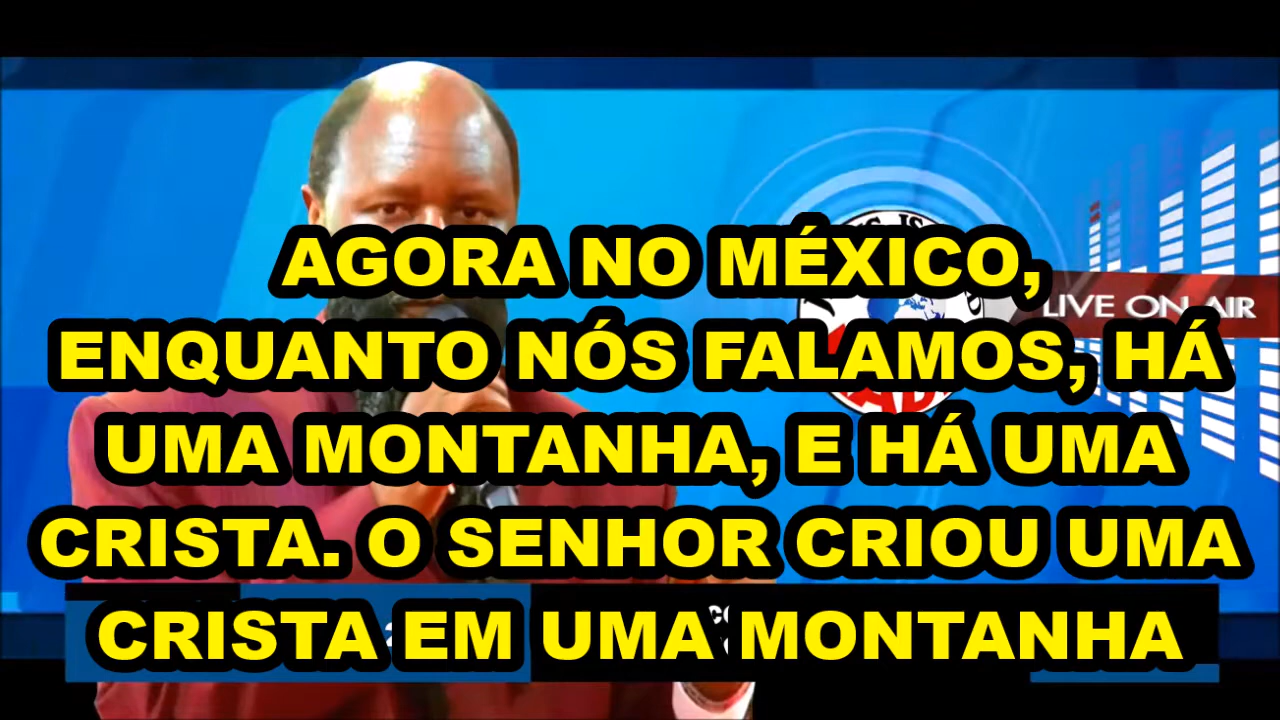 AGORA NO MÉXICO,
ENQUANTO NÓS FALAMOS, HÁ
UMA MONTANHA, E HÁ UMA
CRISTA. O SENHOR CRIOU UMA
CRISTA EM UMA MONTANHA
LIVE ON AIR